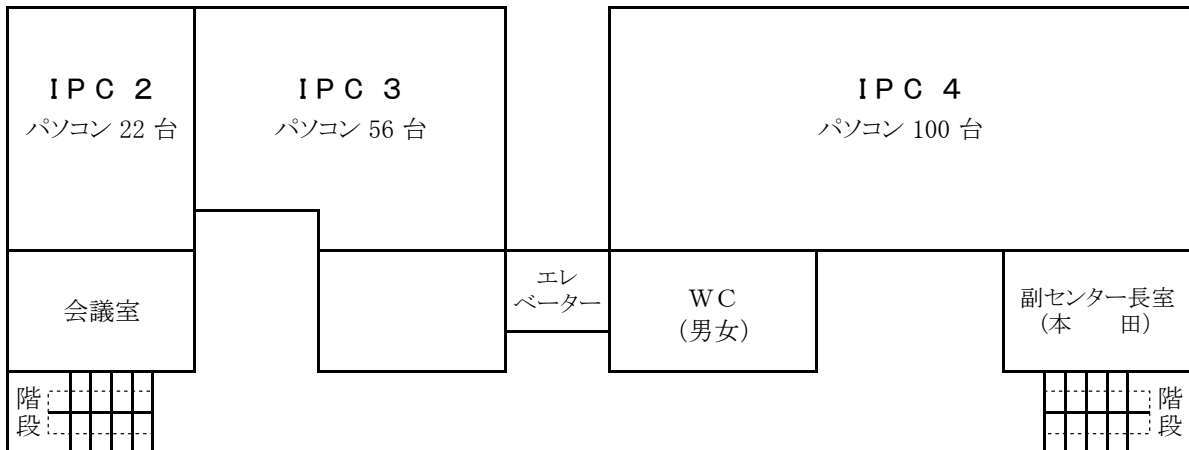 ＩＰＣ ２
パソコン 22 台
ＩＰＣ ３
パソコン 56 台
ＩＰＣ ４
パソコン 100 台
会議室
エレ
ベーター
ＷＣ
(男女)
副センター長室
(本　　田)
階
段
階
段